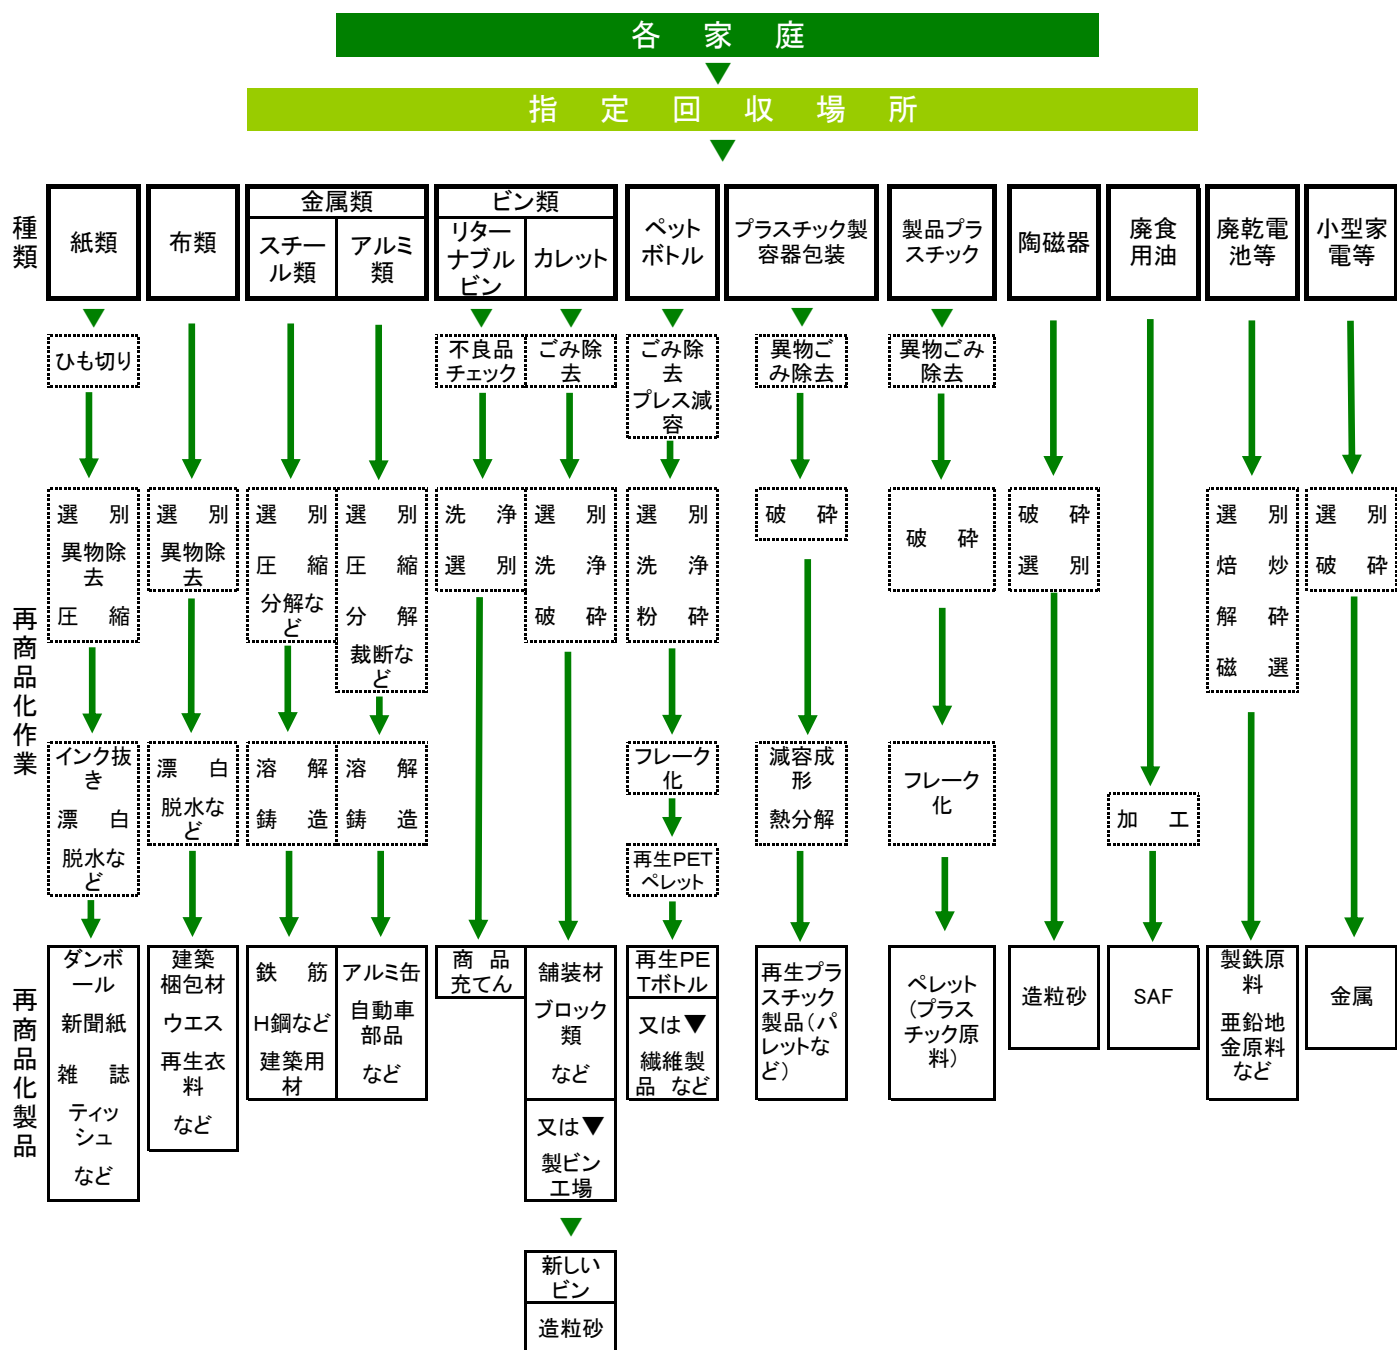 各 家 庭
▼
指 定 回 収 場 所
▼
種類
紙類
布類
金属類
スチー
ル類
アルミ
類
ビン類
リター
ナブル
ビン
カレット
ペット
ボトル
プラスチック製
容器包装
製品プラ
スチック
陶磁器
廃食
用油
廃乾電
池等
小型家
電等
再商品化作業
ひも切り
不良品
チェック
ごみ除
去
ごみ除
去
プレス減
容
異物ご
み除去
異物ごみ
除去
選 別
異物除
去
圧 縮
選 別
異物除
去
選 別
圧 縮
分解な
ど
選 別
圧 縮
分 解
裁断な
ど
洗 浄
選 別
選 別
洗 浄
破 砕
選 別
洗 浄
粉 砕
破 砕
破 砕
破 砕
選 別
選 別
焙 炒
解 砕
磁 選
選 別
破 砕
インク抜
き
漂 白
脱水な
ど
漂 白
脱水な
ど
溶 解
鋳 造
溶 解
鋳 造
フレーク
化
再生PET
ペレット
減容成
形
熱分解
フレーク
化
加 工
再商品化製品
ダンボ
ール
新聞紙
雑 誌
ティッ
シュ
など
建築
梱包材
ウエス
再生衣
料
など
鉄 筋
H鋼など
建築用
材
アルミ缶
自動車
部品
など
商 品
充てん
舗装材
ブロック
類
など
又は▼
製ビン
工場
新しい
ビン
造粒砂
再生PE
Tボトル
又は▼
繊維製
品 など
再生プラ
スチック
製品(パ
レットな
ど)
ペレット
(プラス
チック原
料)
造粒砂
SAF
製鉄原
料
亜鉛地
金原料
など
金属